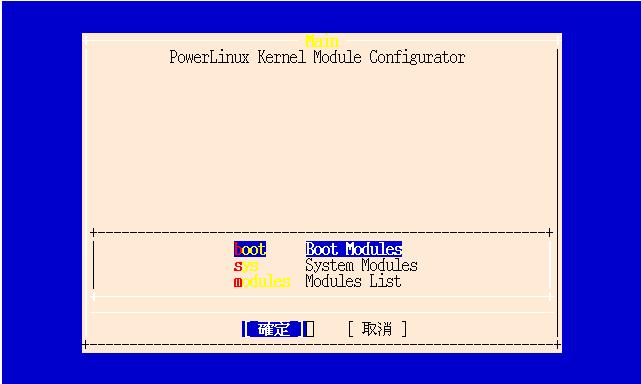 Main
PowerLinux Kernel Module Configurator
boot Boot Modules
sys System Modules
modules Modules List
[ 確定 ] [ 取消 ]